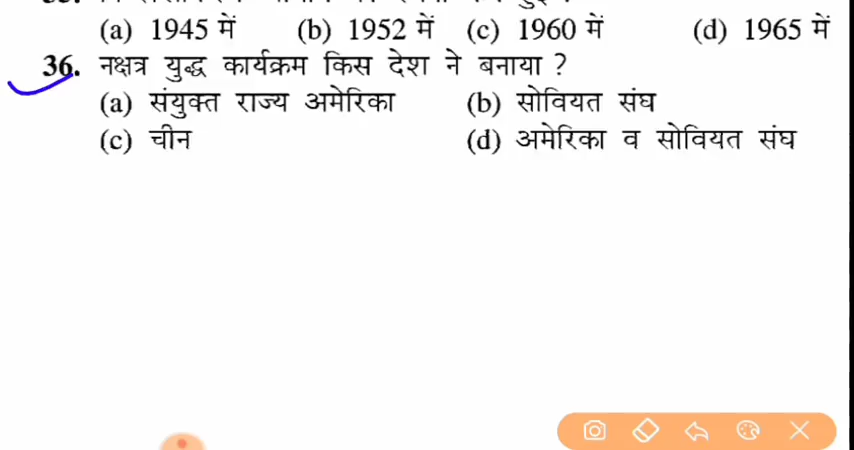 (a) 1945 में (b) 1952 में (c) 1960 में (d) 1965 में
36. नक्षत्र युद्ध कार्यक्रम किस देश ने बनाया ?
(a) संयुक्त राज्य अमेरिका (b) सोवियत संघ
(c) चीन (d) अमेरिका व सोवियत संघ